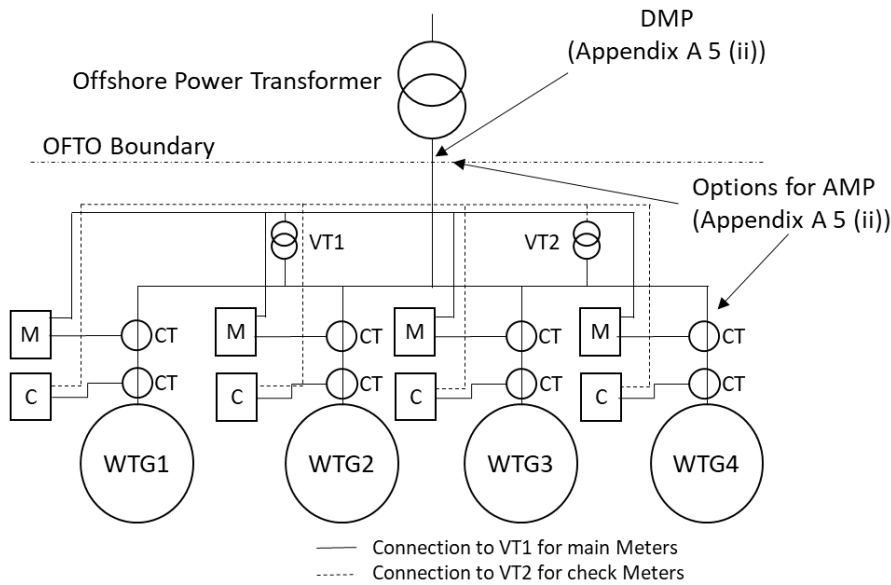 DMP
(Appendix A 5 (ii))
Offshore Power Transformer
OFTO Boundary
Options for AMP
(Appendix A 5 (ii))
VT1
VT2
M
CT
M
CT
M
CT
M
CT
C
CT
C
CT
C
CT
C
CT
WTG1
WTG2
WTG3
WTG4
Connection to VT1 for main Meters
Connection to VT2 for check Meters